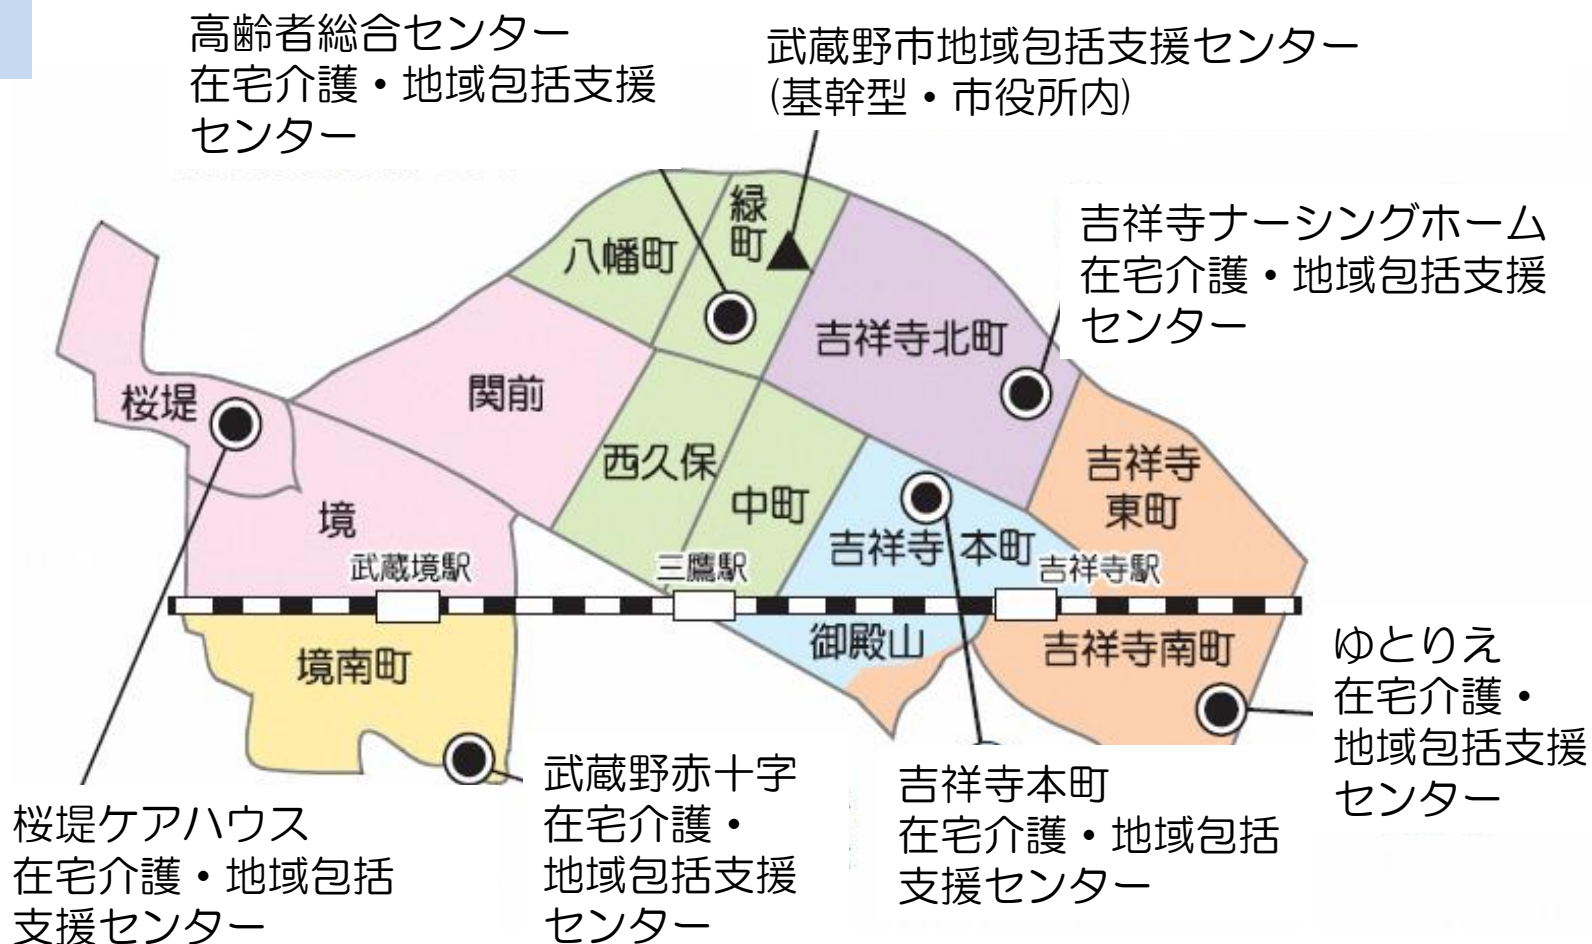 高齢者総合センター
在宅介護・地域包括支援
センター
武蔵野市地域包括支援センター
(基幹型・市役所内)
吉祥寺ナーシングホーム
在宅介護・地域包括支援
センター
緑
町
八幡町
吉祥寺北町
関前
桜堤
西久保
中町
吉祥寺
東町
境
吉祥寺 本町
武蔵境駅
三鷹駅
吉祥寺駅
御殿山
吉祥寺南町
境南町
ゆとりえ
在宅介護・
地域包括支援
センター
武蔵野赤十字
在宅介護・
地域包括支援
センター
吉祥寺本町
在宅介護・地域包括
支援センター
桜堤ケアハウス
在宅介護・地域包括
支援センター